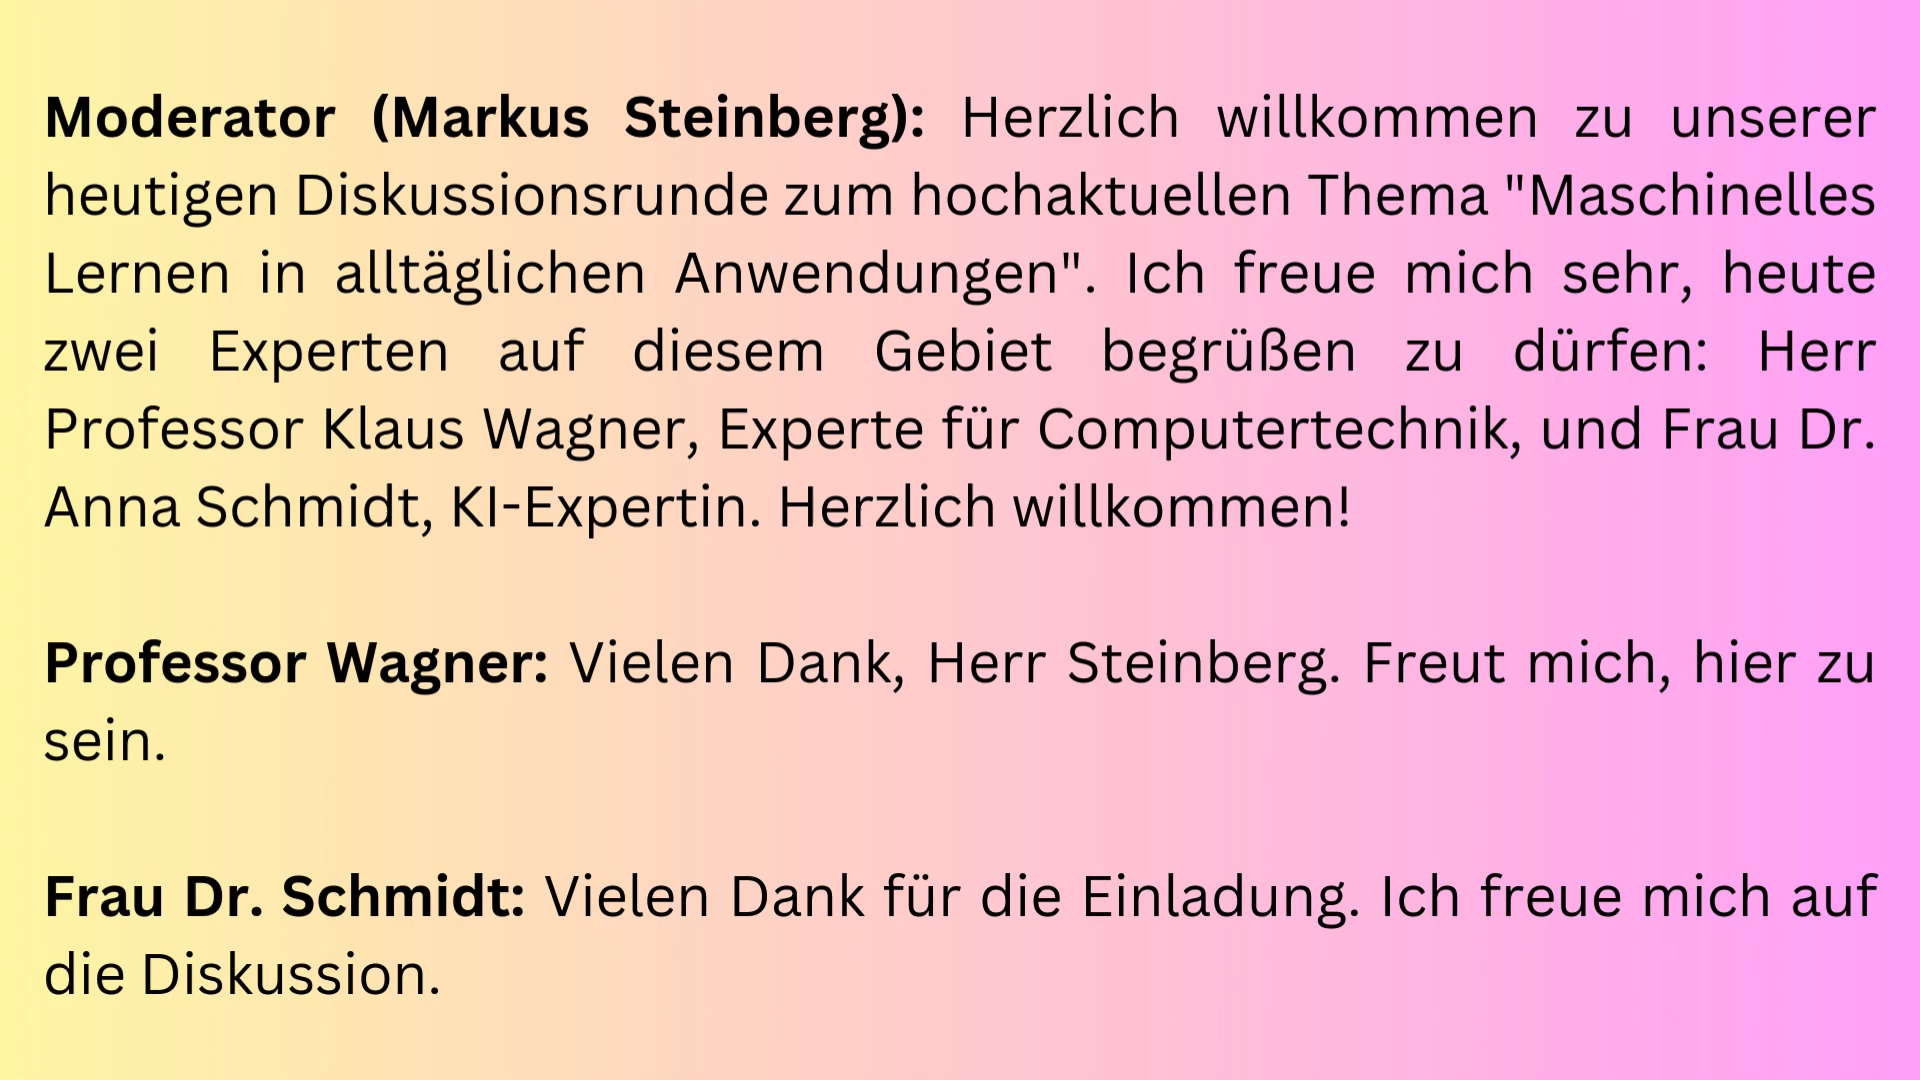 Moderator (Markus Steinberg): Herzlich willkommen zu unserer
heutigen Diskussionsrunde zum hochaktuellen Thema "Maschinelles
Lernen in alltäglichen Anwendungen". Ich freue mich sehr, heute
zwei Experten auf diesem Gebiet begrüßen zu dürfen: Herr
Professor Klaus Wagner, Experte für Computertechnik, und Frau Dr.
Anna Schmidt, KI-Expertin. Herzlich willkommen!
Professor Wagner: Vielen Dank, Herr Steinberg. Freut mich, hier zu
sein.
Frau Dr. Schmidt: Vielen Dank für die Einladung. Ich freue mich auf
die Diskussion.